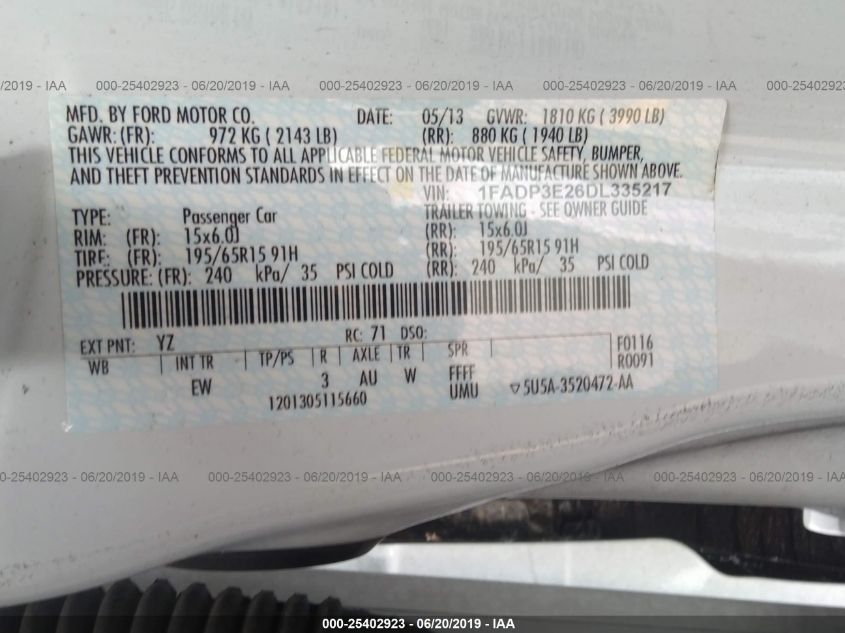 /20/2019 - IAA 000-25402923 - 06/20/2019 - IAA 000-25402923 - 06/20/2019 - IAA 000-25402923 - 06/20/2019
MFD. BY FORD MOTOR CO. DATE: 05/13 GVWR: 1810 KG ( 3990 LB)
GAWR: (FR): 972 KG ( 2143 LB) (RR): 880 KG ( 1940 LB)
THIS VEHICLE CONFORMS TO ALL APPLICABLE FEDERAL MOTOR VEHICLE SAFETY, BUMPER,
AND THEFT PREVENTION STANDARDS IN EFFECT ON THE DATE OF MANUFACTURE SHOWN ABOVE.
VIN: 1FADP3E26DL335217
TYPE: Passenger Car TRAILER TOWING - SEE OWNER GUIDE
RIM: (FR): 15x6.0J (RR): 15x6.0J
TIRE: (FR): 195/65R15 91H (RR): 195/65R15 91H
PRESSURE: (FR): 240 kPa/ 35 PSI COLD (RR): 240 kPa/ 35 PSI COLD
EXT PNT: YZ RC: 71 DSO: F0116
WB INT TR TP/PS R AXLE TR SPR R0091
EW 3 AU W FFFF
1201305115660 UMU ▽5U5A-3520472-AA
000-25402923 - 06/20/2019 - IAA 000-25402923 - 06/20/2019 - IAA 000-25402923 - 06/20/2019 - IAA 000-25402923 - 06/20/2019 - IAA
000-25402923 - 06/20/2019 - IAA